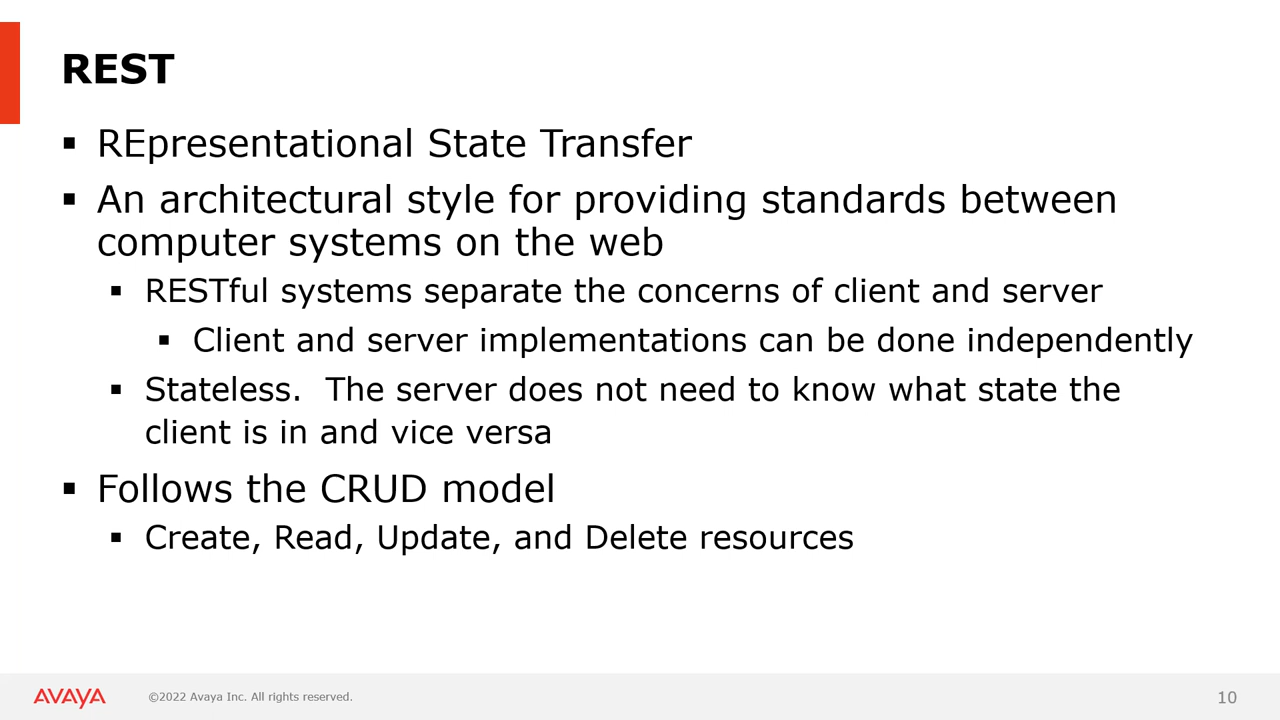 REST
▪ REpresentational State Transfer
▪ An architectural style for providing standards between
computer systems on the web
▪ RESTful systems separate the concerns of client and server
▪ Client and server implementations can be done independently
▪ Stateless.  The server does not need to know what state the
client is in and vice versa
▪ Follows the CRUD model
▪ Create, Read, Update, and Delete resources
AVAYA ©2022 Avaya Inc. All rights reserved. 10